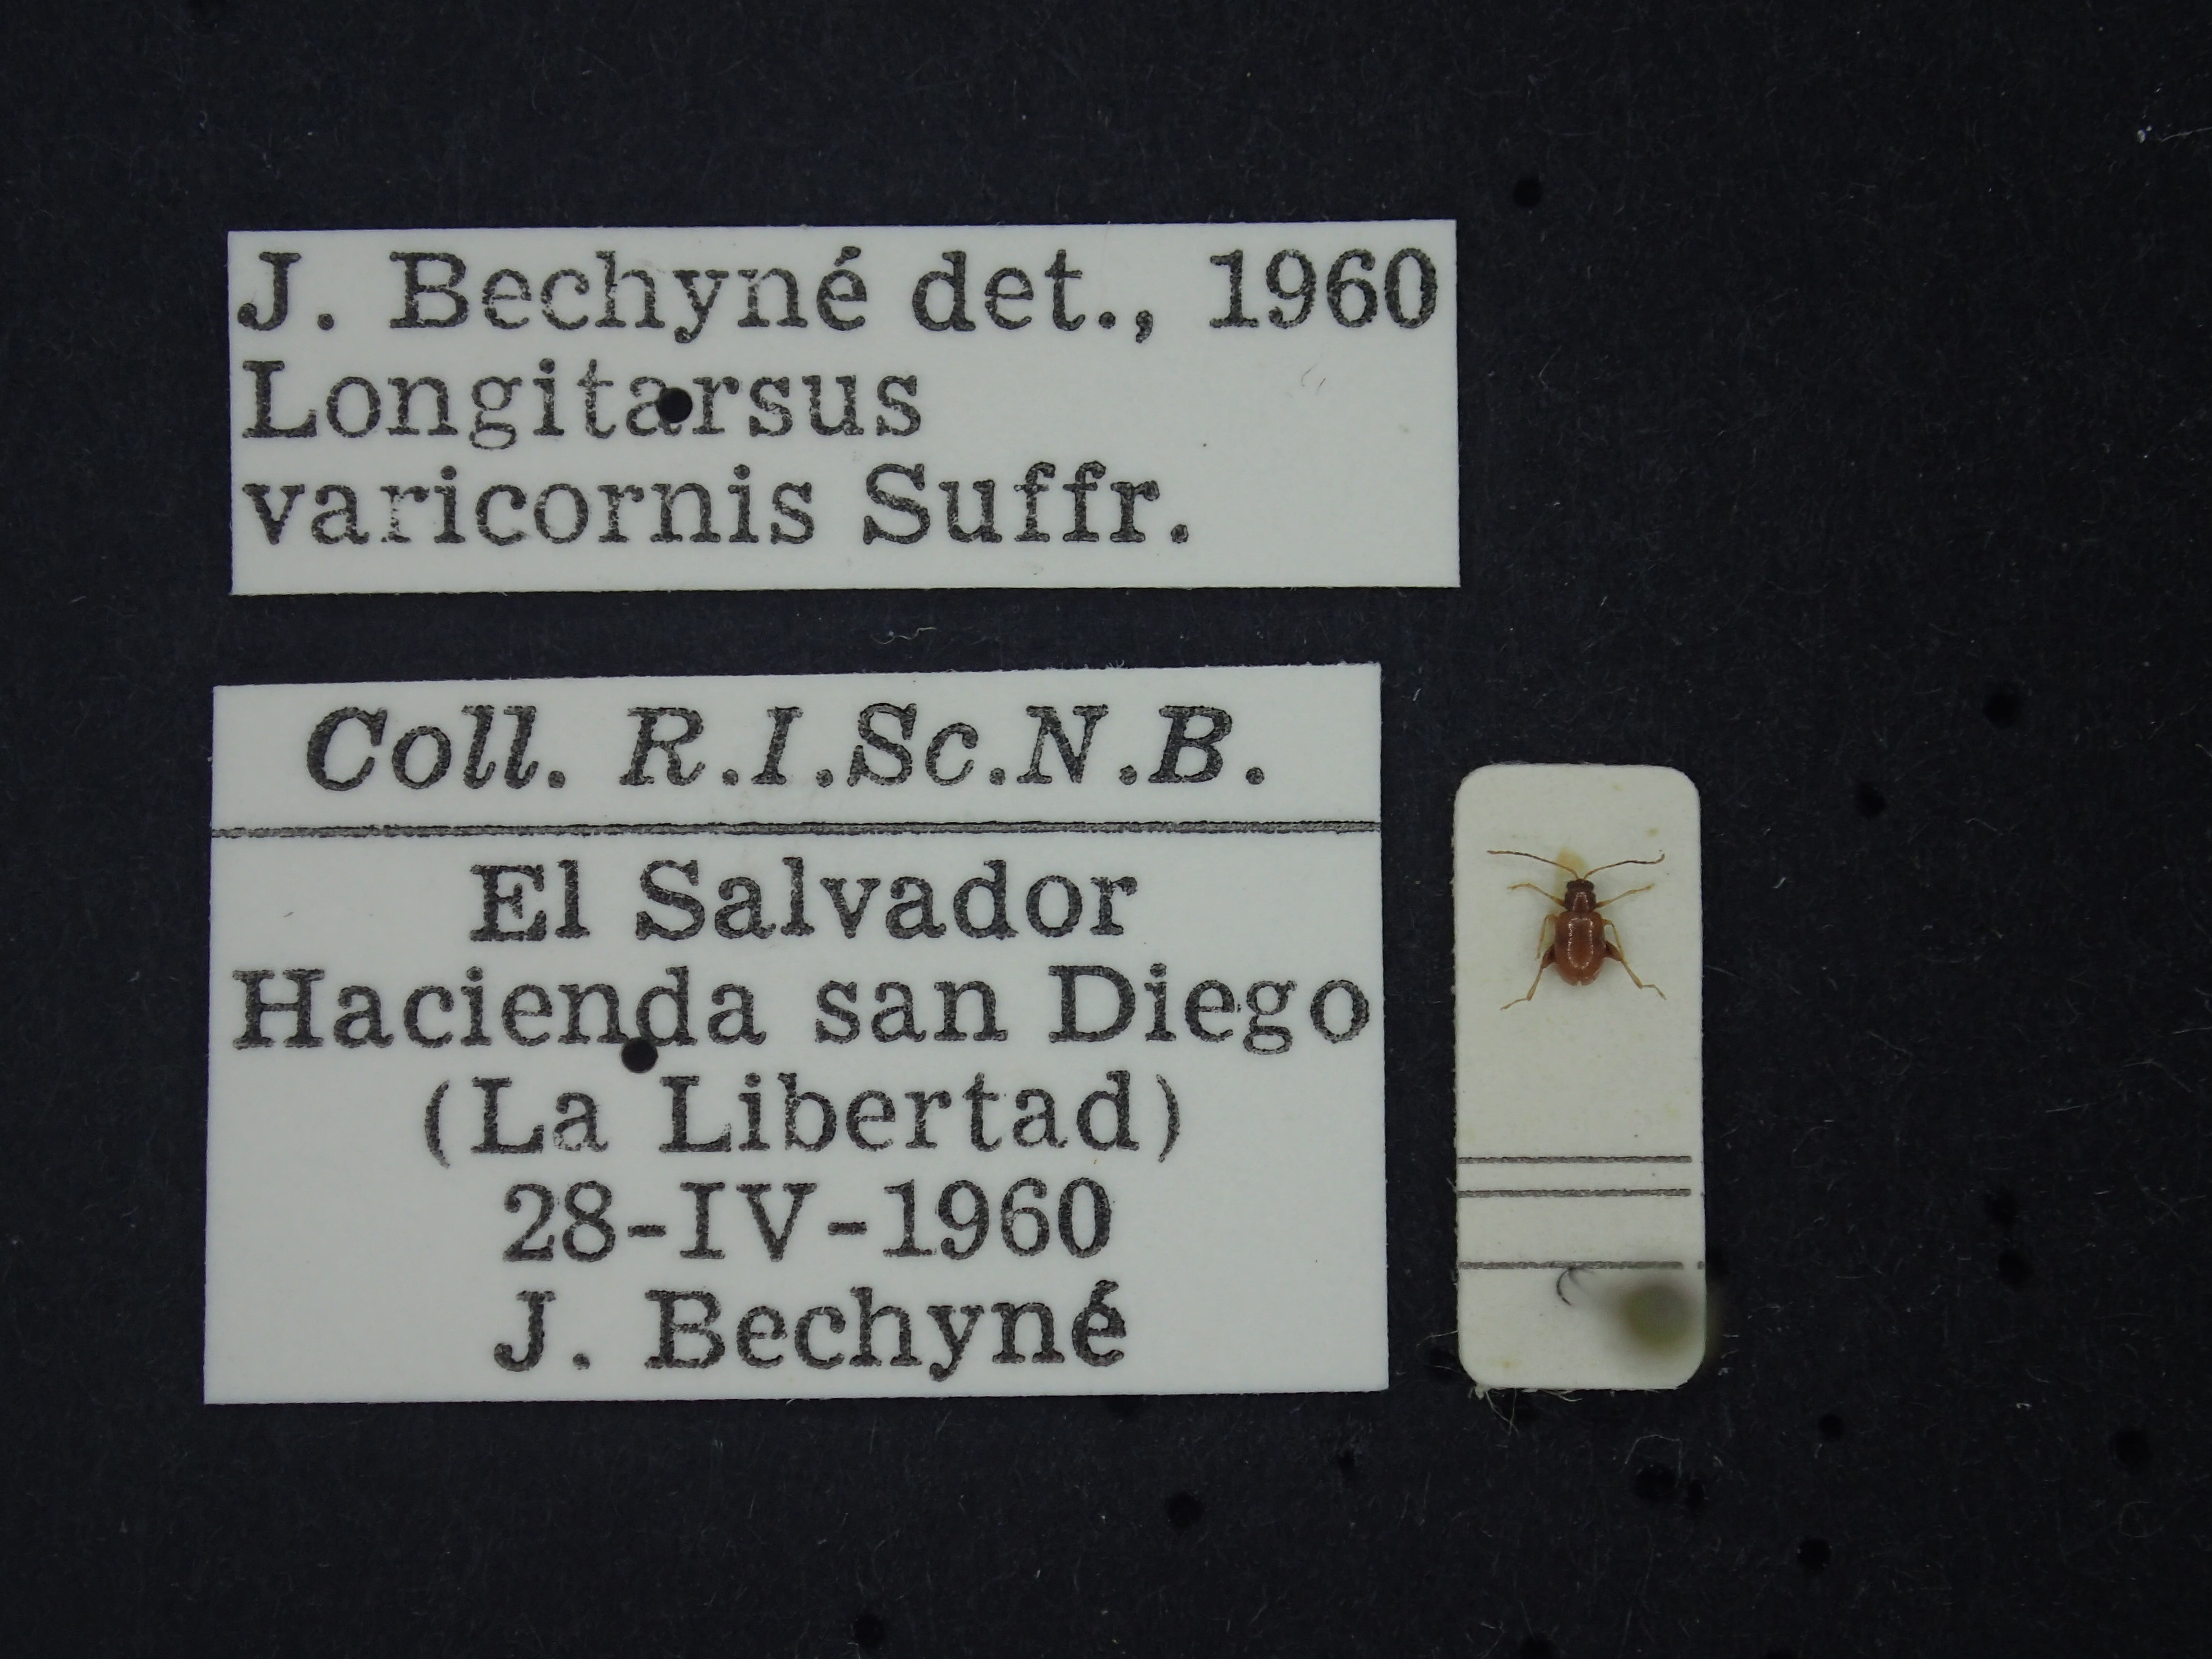 J. Bechyné det., 1960
Longitarsus
varicornis Suffr.
Coll. R.I.Sc.N.B.
El Salvador
Hacienda san Diego
(La Libertad)
28-IV-1960
J. Bechyné